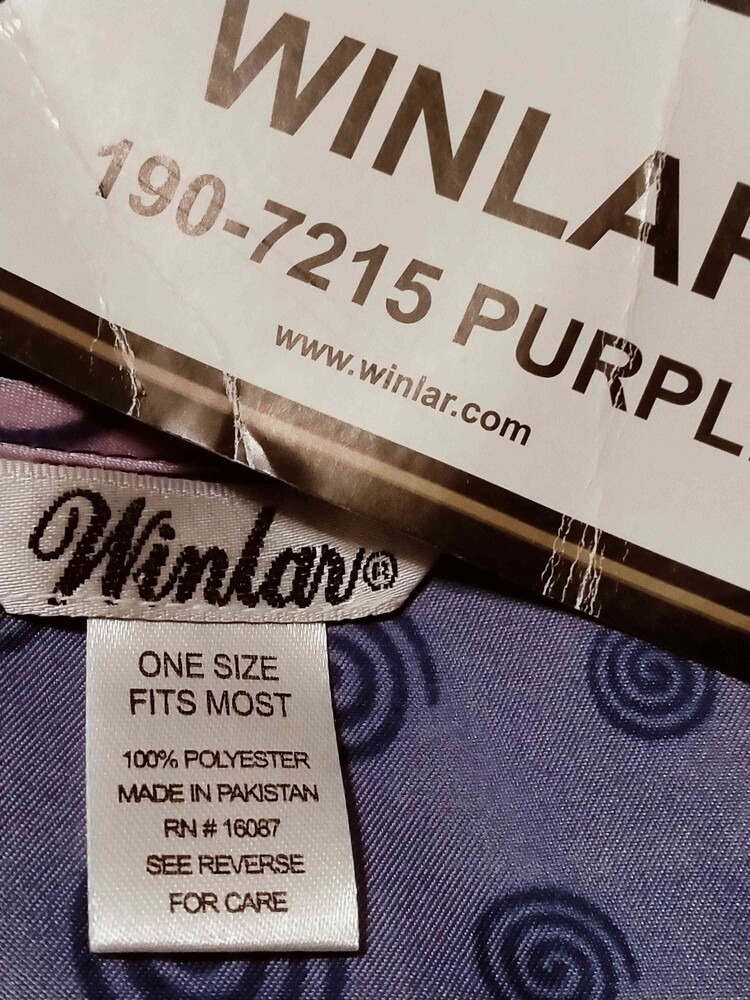 WINLAR
190-7215 PURPL
www.winlar.com
Winlar®
ONE SIZE
FITS MOST
100% POLYESTER
MADE IN PAKISTAN
RN # 16087
SEE REVERSE
FOR CARE